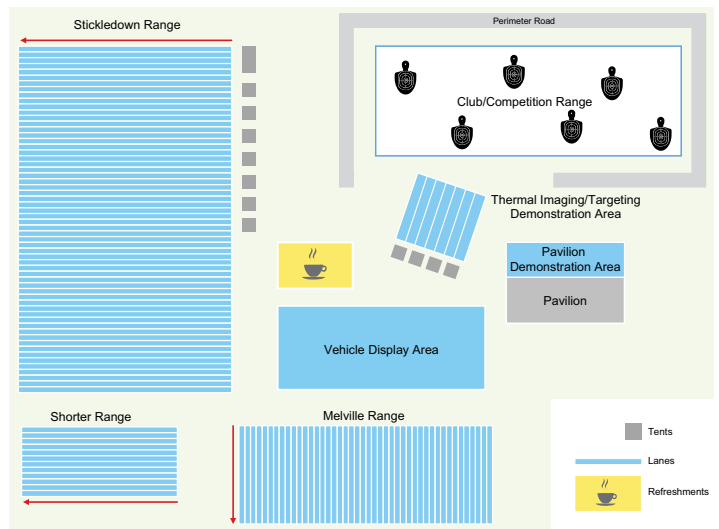 Stickledown Range
Perimeter Road
Club/Competition Range
Thermal Imaging/Targeting
Demonstration Area
Pavilion
Demonstration Area
Pavilion
Vehicle Display Area
Shorter Range
Melville Range
Tents
Lanes
Refreshments